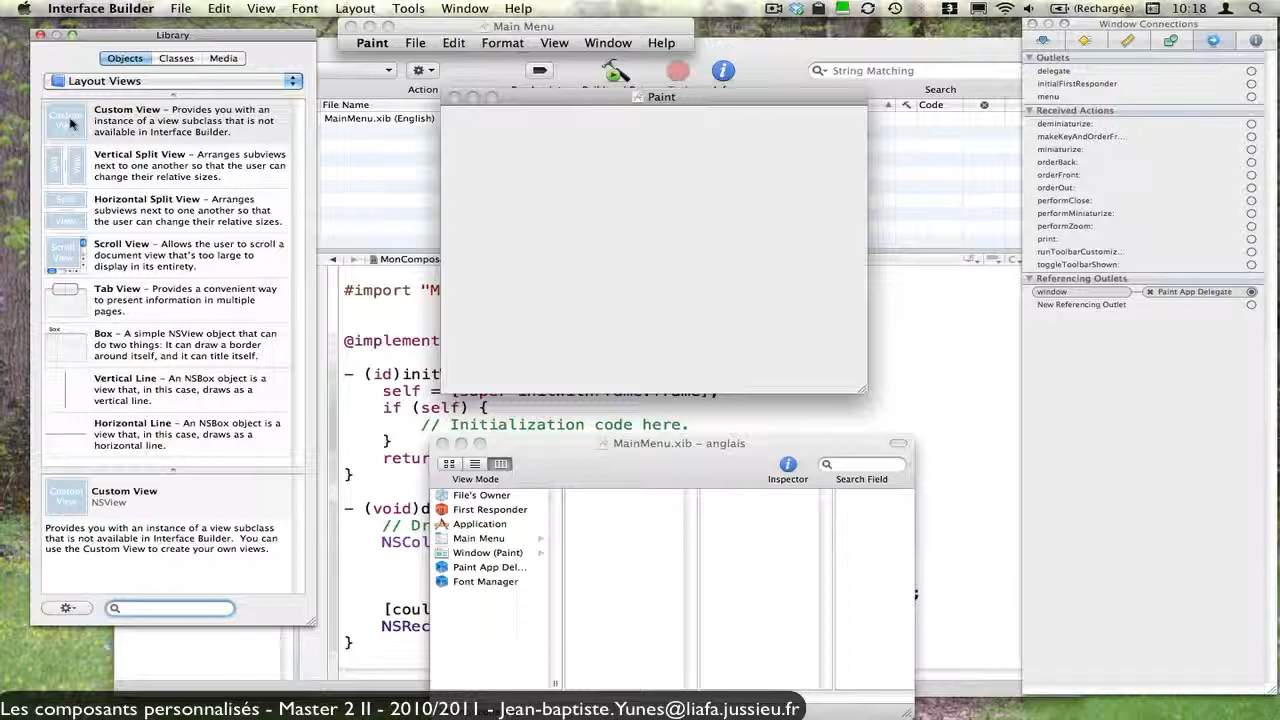 Interface Builder File Edit View Font Layout Tools Window Help
(Rechargée) 10:18
Library
Objects Classes Media
Layout Views
Custom View – Provides you with an
instance of a view subclass that is not
available in Interface Builder.
Vertical Split View – Arranges subviews
next to one another so that the user can
change their relative sizes.
Horizontal Split View – Arranges
subviews next to one another so that
the user can change their relative sizes.
Scroll View – Allows the user to scroll a
document view that's too large to
display in its entirety.
Tab View – Provides a convenient way
to present information in multiple
pages.
Box
Box – A simple NSView object that can
do two things: It can draw a border
around itself, and it can title itself.
Vertical Line – An NSBox object is a
view that, in this case, draws as a
vertical line.
Horizontal Line – An NSBox object is a
view that, in this case, draws as a
horizontal line.
Custom View
NSView
Provides you with an instance of a view subclass
that is not available in Interface Builder. You can
use the Custom View to create your own views.
Main Menu
Paint File Edit Format View Window Help
String Matching
Action
Search
File Name
Code
MainMenu.xib (English)
Paint
MonCompos
#import "M
@implement
– (id)init
self = [super initWithFrame:frame];
if (self) {
// Initialization code here.
}
retur
}
– (void)d
// Dr
NSCol
[coul
;
NSRec
}
MainMenu.xib – anglais
View Mode
Inspector
Search Field
File's Owner
First Responder
Application
Main Menu
Window (Paint)
Paint App Del...
Font Manager
Window Connections
Outlets
delegate
initialFirstResponder
menu
Received Actions
deminiaturize:
makeKeyAndOrderFr...
miniaturize:
orderBack:
orderFront:
orderOut:
performClose:
performMiniaturize:
performZoom:
print:
runToolbarCustomiz...
toggleToolbarShown:
Referencing Outlets
window Paint App Delegate
New Referencing Outlet
Les composants personnalisés - Master 2 II - 2010/2011 - Jean-baptiste.Yunes@liafa.jussieu.fr